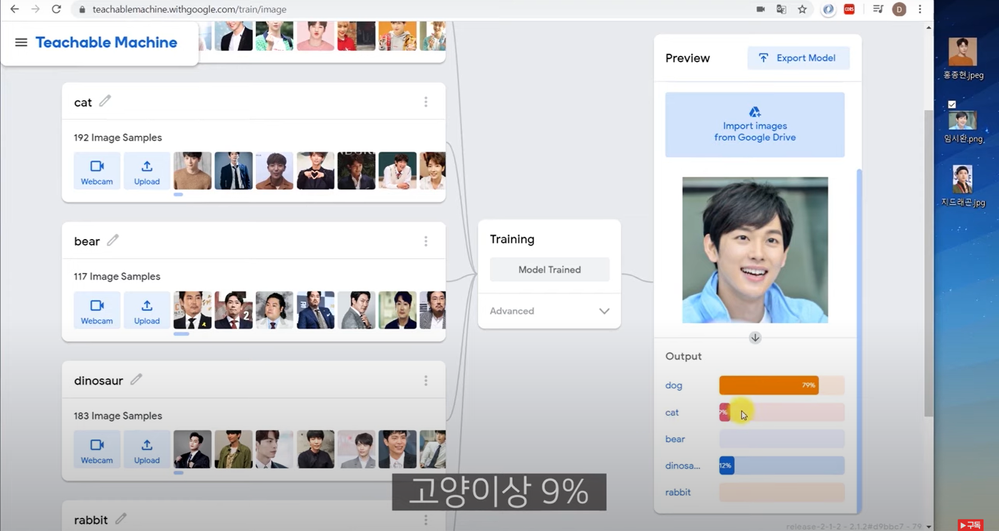 teachablemachine.withgoogle.com/train/image
CORS
D
Teachable Machine
cat
192 Image Samples
Webcam
Upload
bear
117 Image Samples
Webcam
Upload
2
dinosaur
183 Image Samples
Webcam
Upload
rabbit
Training
Model Trained
Advanced
Preview
Export Model
Import images
from Google Drive
Output
dog
79%
cat
9%
bear
dinosa...
12%
rabbit
고양이상 9%
release-2-1-2 - 2.1.2#d9bbc7 - 79
홍종현.jpeg
임시완.png
지드래곤.jpg
구독